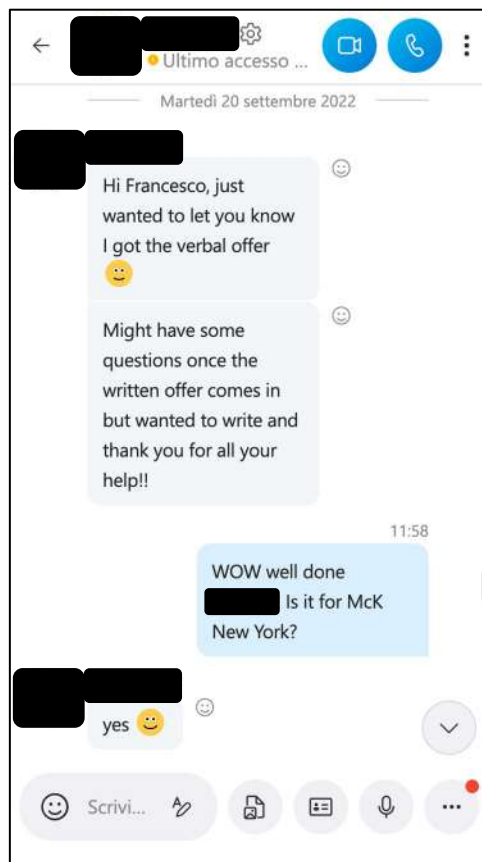 Ultimo accesso ...
Martedì 20 settembre 2022
Hi Francesco, just
wanted to let you know
I got the verbal offer
Might have some
questions once the
written offer comes in
but wanted to write and
thank you for all your
help!!
11:58
WOW well done
Is it for McK
New York?
yes
Scrivi...